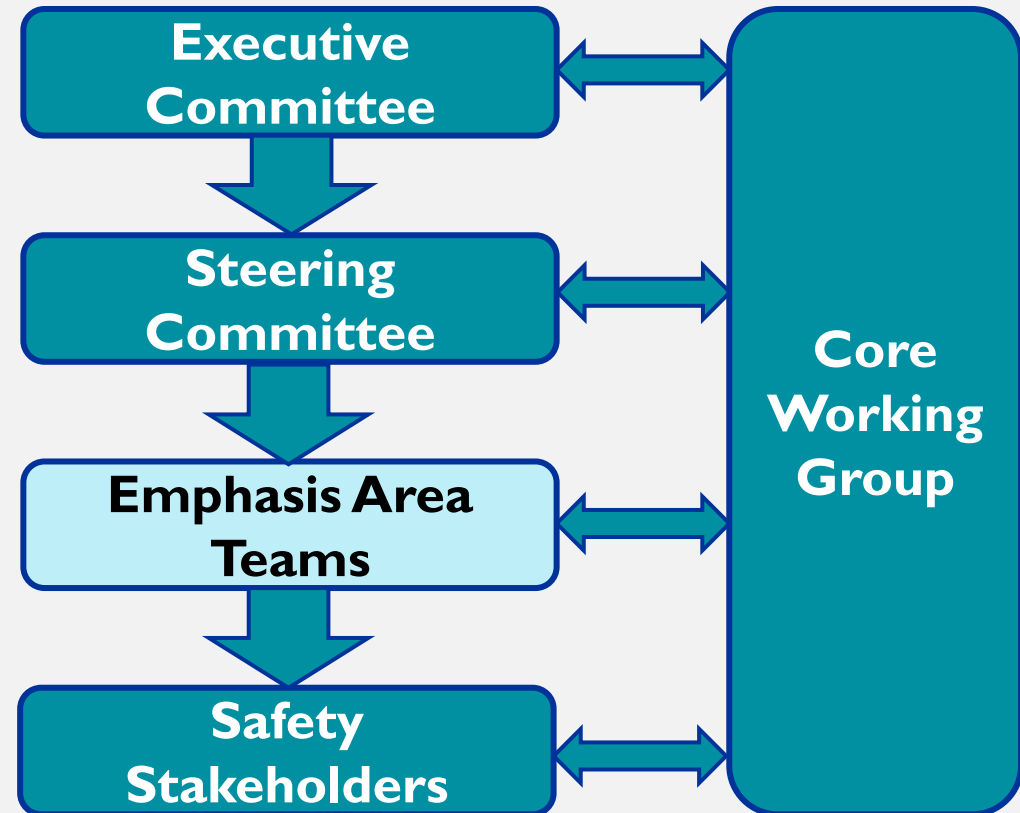 Executive
Committee
Steering
Committee
Emphasis Area
Teams
Safety
Stakeholders
Core
Working
Group